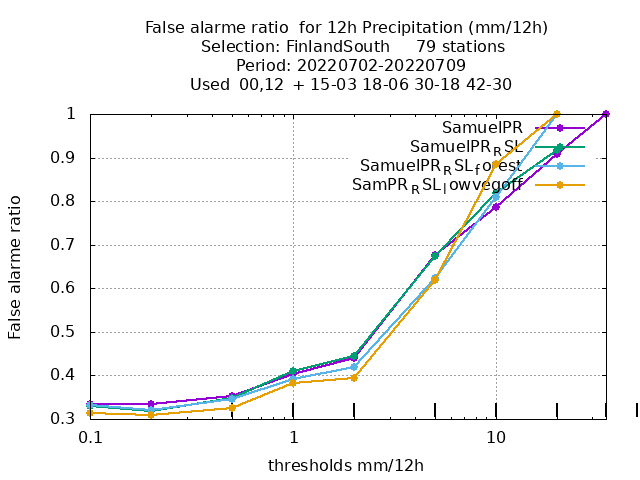 False alarme ratio  for 12h Precipitation (mm/12h)
Selection: FinlandSouth     79 stations
Period: 20220702-20220709
Used  00,12  + 15-03 18-06 30-18 42-30
False alarme ratio
1
0.9
0.8
0.7
0.6
0.5
0.4
0.3
SamuelPR
SamuelPR_RSL
SamuelPR_RSL_forest
SamPR_RSL_lowvegoff
0.1
1
10
thresholds mm/12h